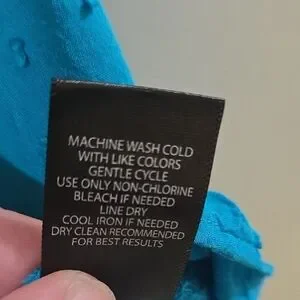 MACHINE WASH COLD
WITH LIKE COLORS
GENTLE CYCLE
USE ONLY NON-CHLORINE
BLEACH IF NEEDED
LINE DRY
COOL IRON IF NEEDED
DRY CLEAN RECOMMENDED
FOR BEST RESULTS